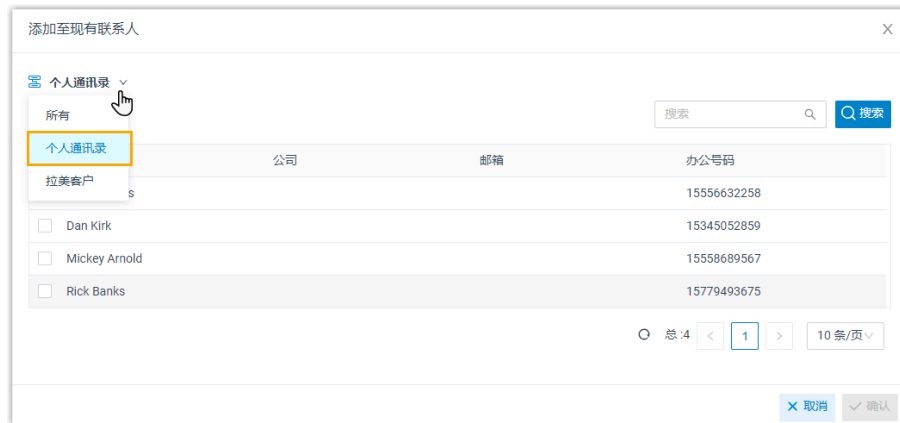 添加至现有联系人
个人通讯录
所有
搜索 搜索
个人通讯录
公司 邮箱 办公号码
拉美客户
s 15556632258
Dan Kirk 15345052859
Mickey Arnold 15558689567
Rick Banks 15779493675
总 :4 < 1 > 10 条/页
取消 确认